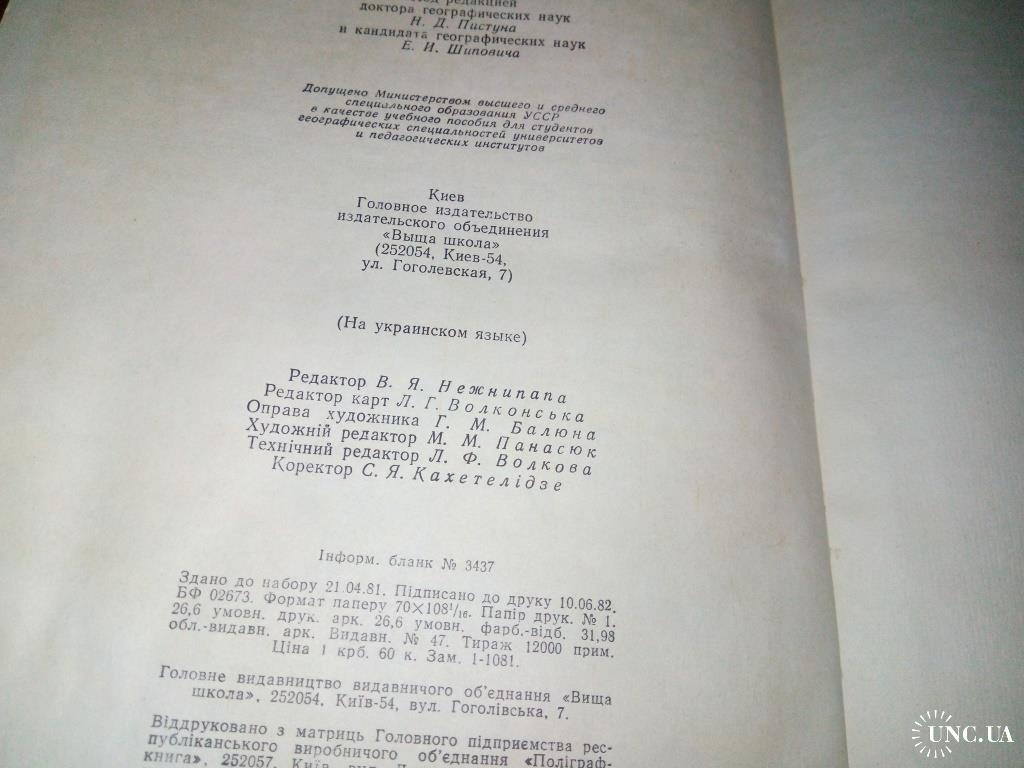 Под редакцией
доктора географических наук
Н. Д. Пистуна
и кандидата географических наук
Е. И. Шиповича
Допущено Министерством высшего и среднего
специального образования УССР
в качестве учебного пособия для студентов
географических специальностей университетов
и педагогических институтов
Киев
Головное издательство
издательского объединения
«Выща школа»
(252054, Киев-54,
ул. Гоголевская, 7)
(На украинском языке)
Редактор В. Я. Нежнипапа
Редактор карт Л. Г. Волконська
Оправа художника Г. М. Балюна
Художній редактор М. М. Панасюк
Технічний редактор Л. Ф. Волкова
Коректор С. Я. Кахетелідзе
Інформ. бланк № 3437
Здано до набору 21.04.81. Підписано до друку 10.06.82.
БФ 02673. Формат паперу 70×108¹/₁₆. Папір друк. № 1.
26,6 умовн. друк. арк. 26,6 умовн. фарб.-відб. 31,98
обл.-видавн. арк. Видавн. № 47. Тираж 12000 прим.
Ціна 1 крб. 60 к. Зам. 1-1081.
Головне видавництво видавничого об'єднання «Вища
школа», 252054, Київ-54, вул. Гоголівська, 7.
Віддруковано з матриць Головного підприємства рес-
публіканського виробничого об'єднання «Поліграф-
книга», 252057, Київ, вул.
UNC.UA